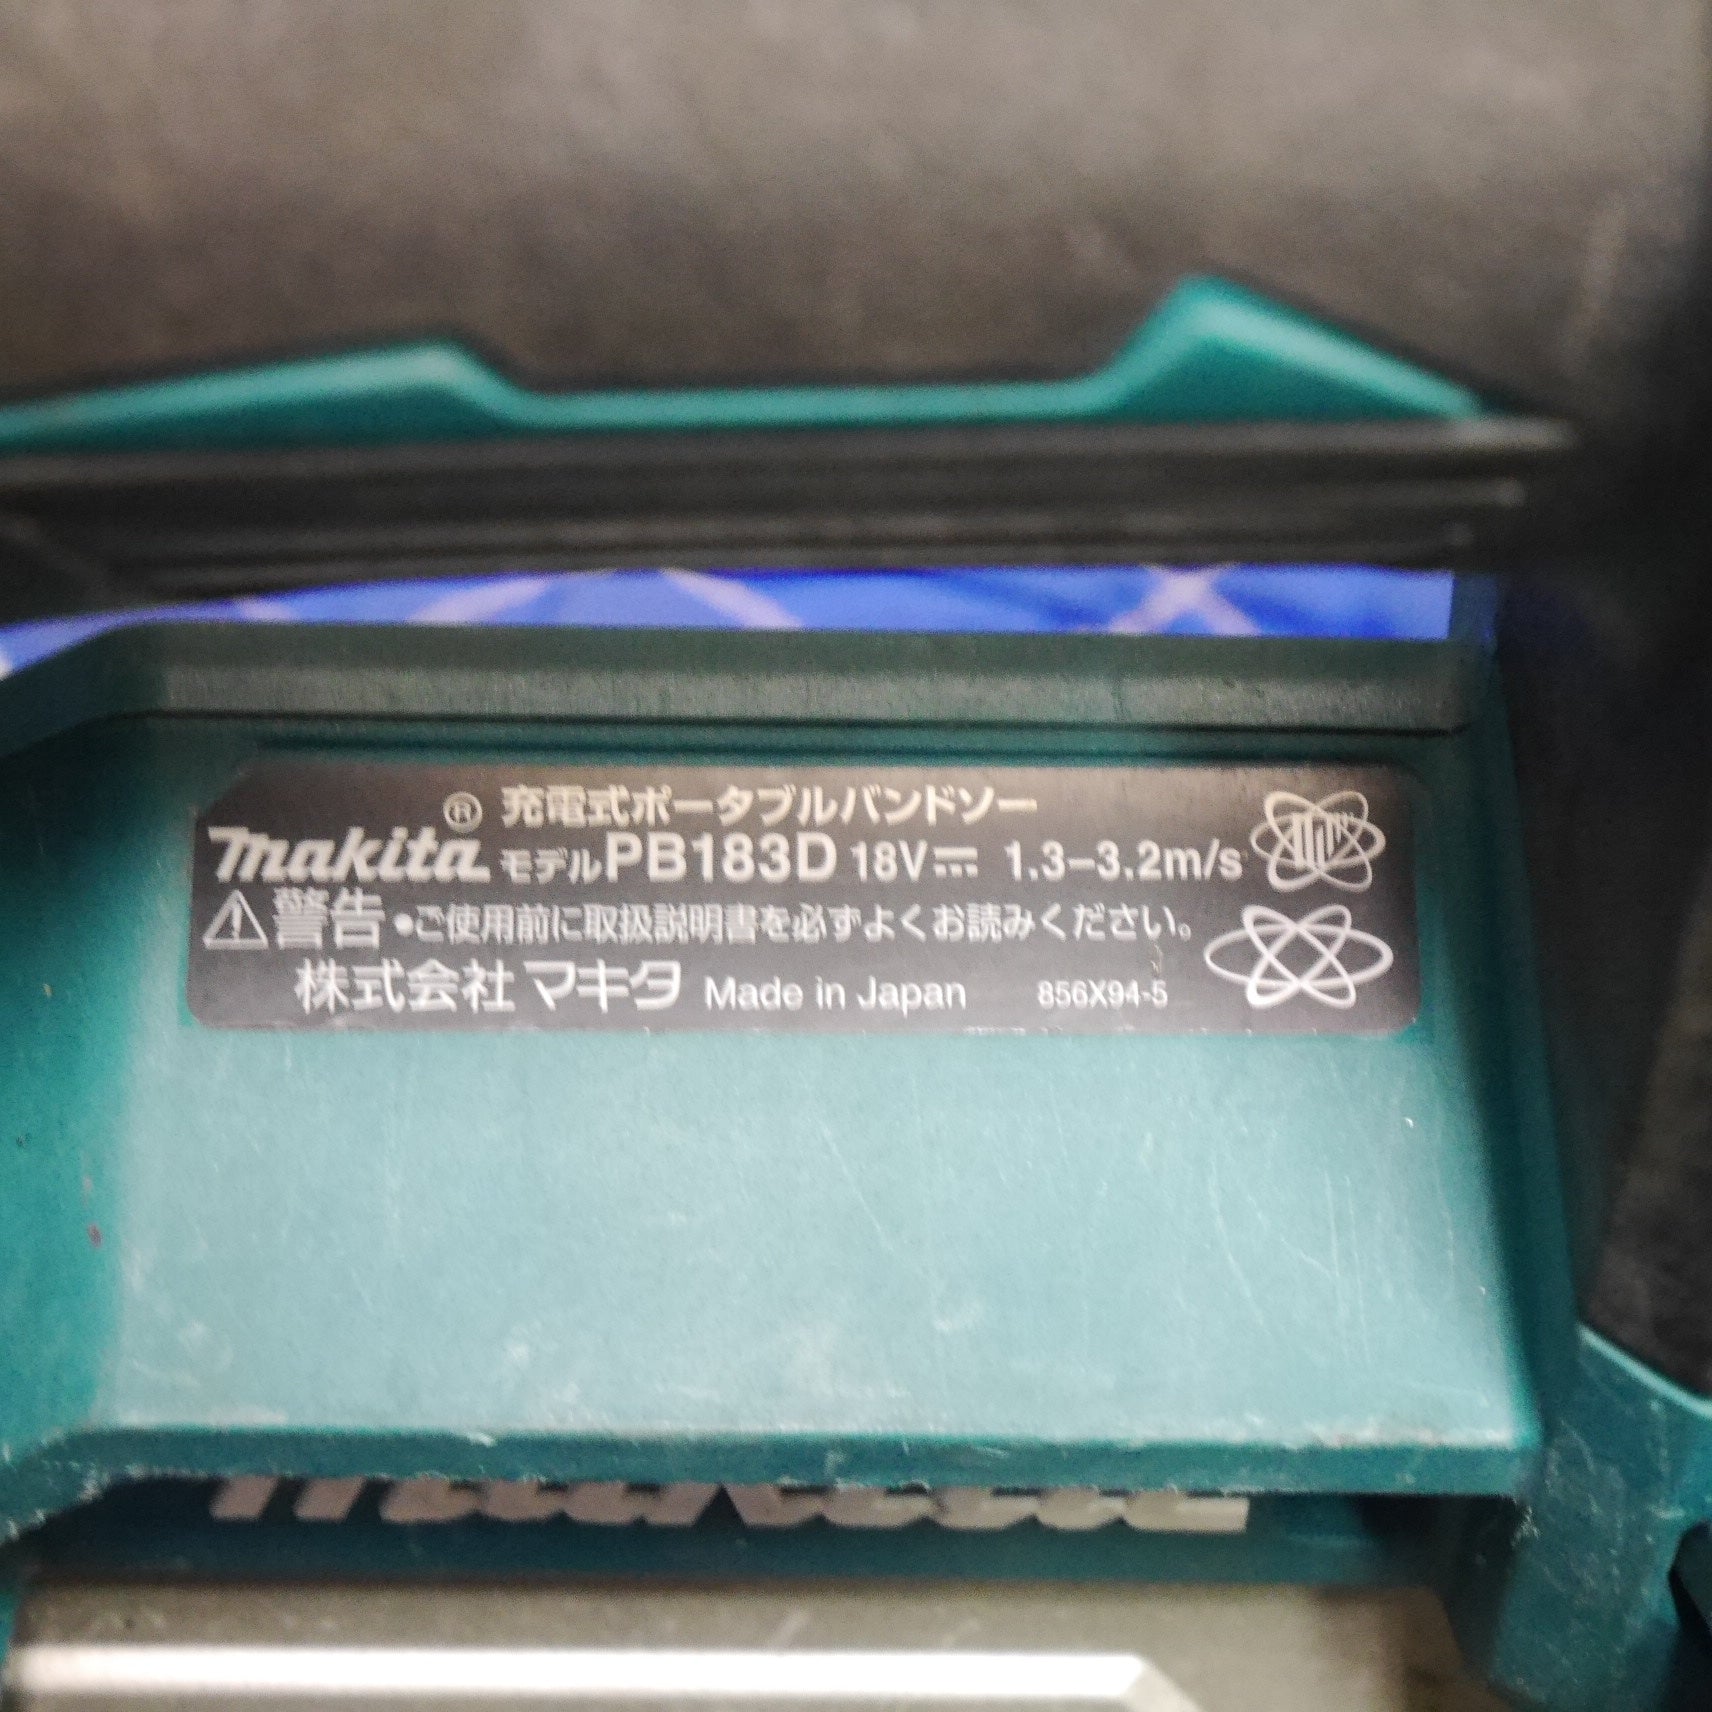 ® 充電式ポータブルバンドソー
makita モデルPB183D 18V⎓ 1.3–3.2m/s
⚠警告 •ご使用前に取扱説明書を必ずよくお読みください。
株式会社 マキタ Made in Japan 856X94-5